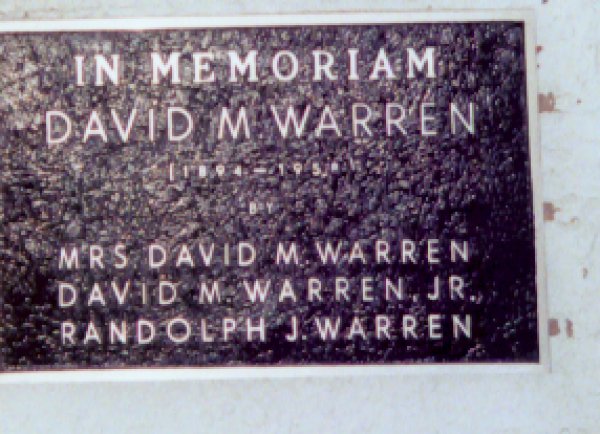 IN MEMORIAM
DAVID M. WARREN
BY
MRS. DAVID M. WARREN
DAVID M. WARREN, JR.
RANDOLPH J. WARREN